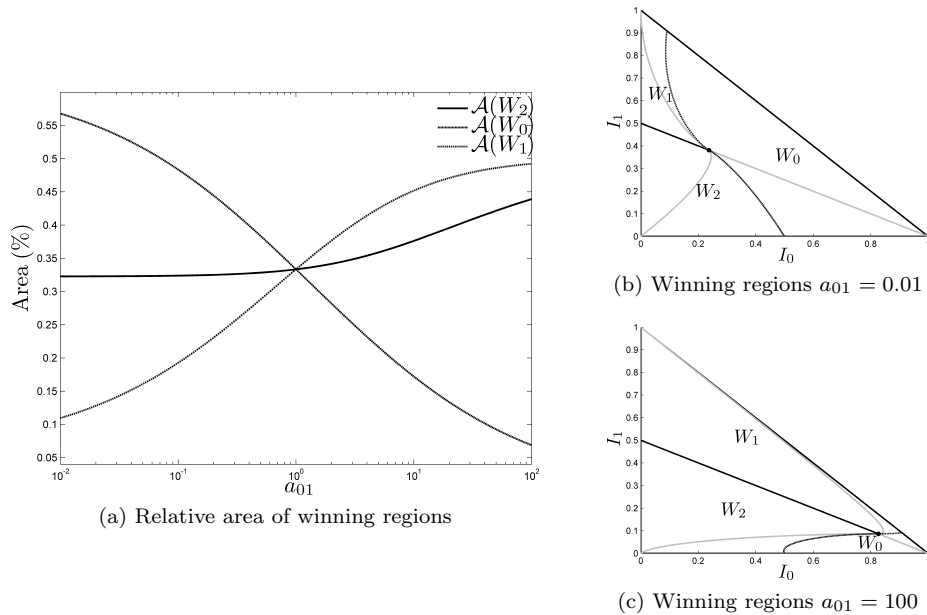 Area (%)
0.55
0.5
0.45
0.4
0.35
0.3
0.25
0.2
0.15
0.1
0.05
10⁻² 10⁻¹ 10⁰ 10¹ 10²
a₀₁
𝒜(W₂)
𝒜(W₀)
𝒜(W₁)
(a) Relative area of winning regions
I₁
1
0.9
0.8
0.7
0.6
0.5
0.4
0.3
0.2
0.1
0
0 0.2 0.4 0.6 0.8 1
I₀
W₁
W₀
W₂
(b) Winning regions a₀₁ = 0.01
I₁
1
0.9
0.8
0.7
0.6
0.5
0.4
0.3
0.2
0.1
0
0 0.2 0.4 0.6 0.8 1
I₀
W₁
W₂
W₀
(c) Winning regions a₀₁ = 100